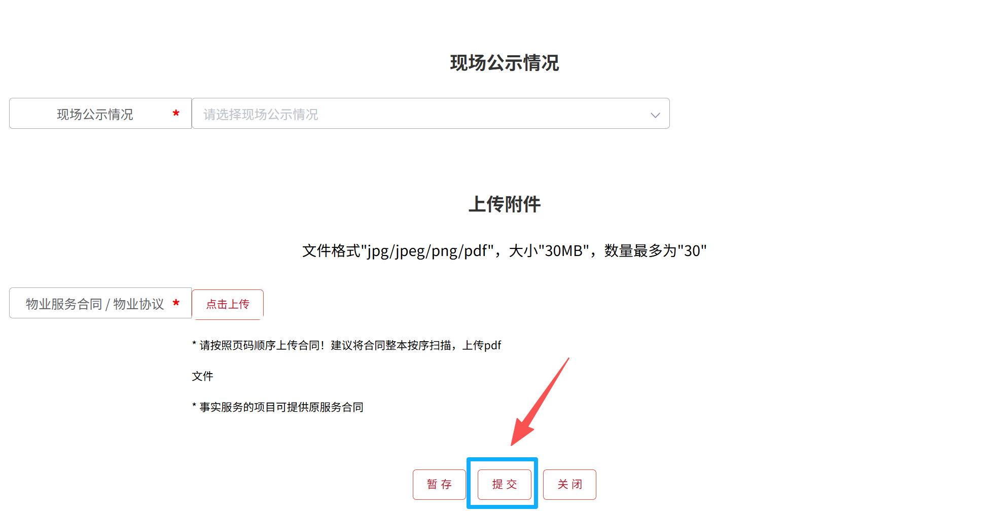 现场公示情况
现场公示情况 * 请选择现场公示情况
上传附件
文件格式"jpg/jpeg/png/pdf"，大小"30MB"，数量最多为"30"
物业服务合同 / 物业协议 * 点击上传
* 请按照页码顺序上传合同！建议将合同整本按序扫描，上传pdf
文件
* 事实服务的项目可提供原服务合同
暂 存 提 交 关 闭